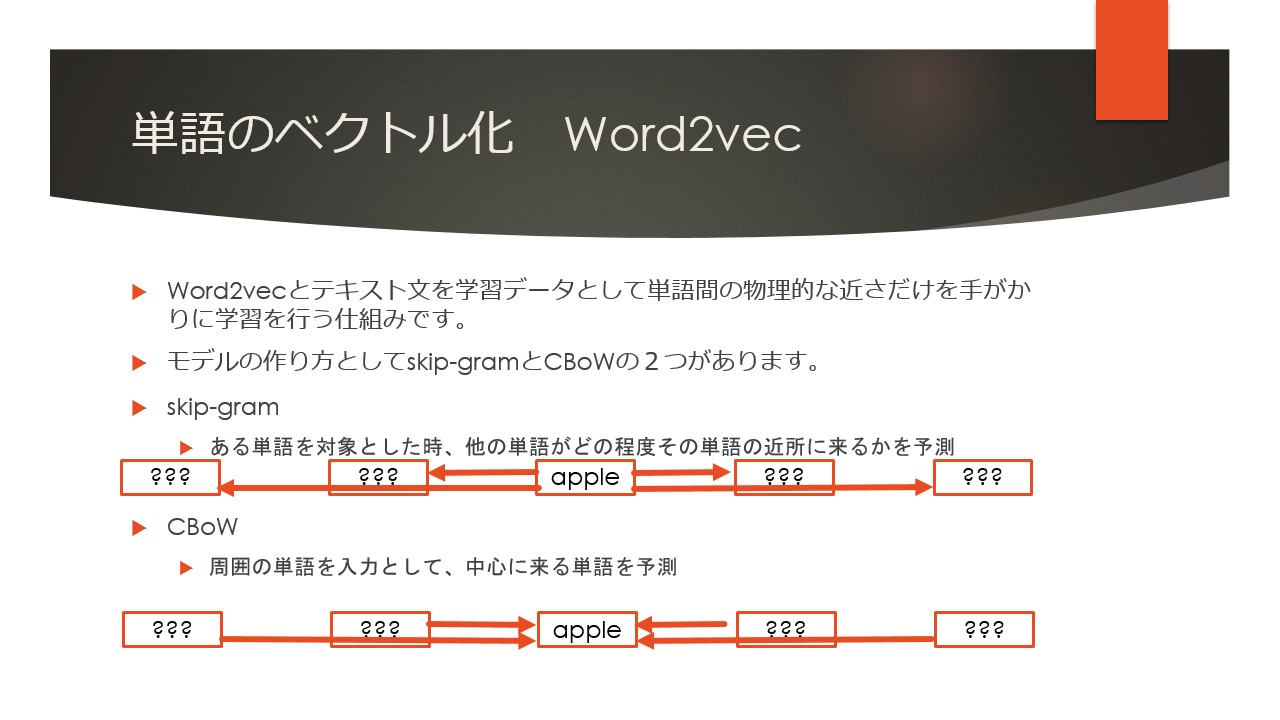 単語のベクトル化　Word2vec
Word2vecとテキスト文を学習データとして単語間の物理的な近さだけを手がか
りに学習を行う仕組みです。
モデルの作り方としてskip-gramとCBoWの２つがあります。
skip-gram
ある単語を対象とした時、他の単語がどの程度その単語の近所に来るかを予測
??? ??? apple ??? ???
CBoW
周囲の単語を入力として、中心に来る単語を予測
??? ??? apple ??? ???